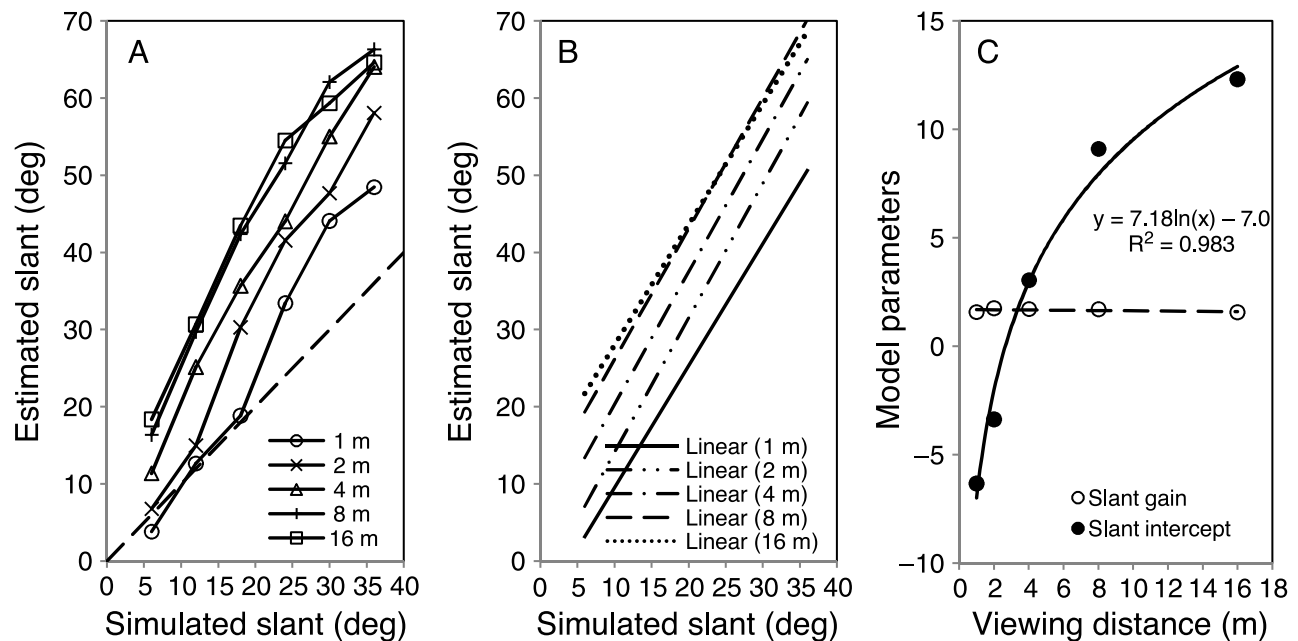 A
Estimated slant (deg)
70
60
50
40
30
20
10
0
0 5 10 15 20 25 30 35 40
Simulated slant (deg)
1 m
2 m
4 m
8 m
16 m
B
Estimated slant (deg)
70
60
50
40
30
20
10
0
0 5 10 15 20 25 30 35 40
Simulated slant (deg)
Linear (1 m)
Linear (2 m)
Linear (4 m)
Linear (8 m)
Linear (16 m)
C
Model parameters
15
10
5
0
−5
−10
y = 7.18ln(x) − 7.0
R² = 0.983
Slant gain
Slant intercept
0 2 4 6 8 10 12 14 16 18
Viewing distance (m)